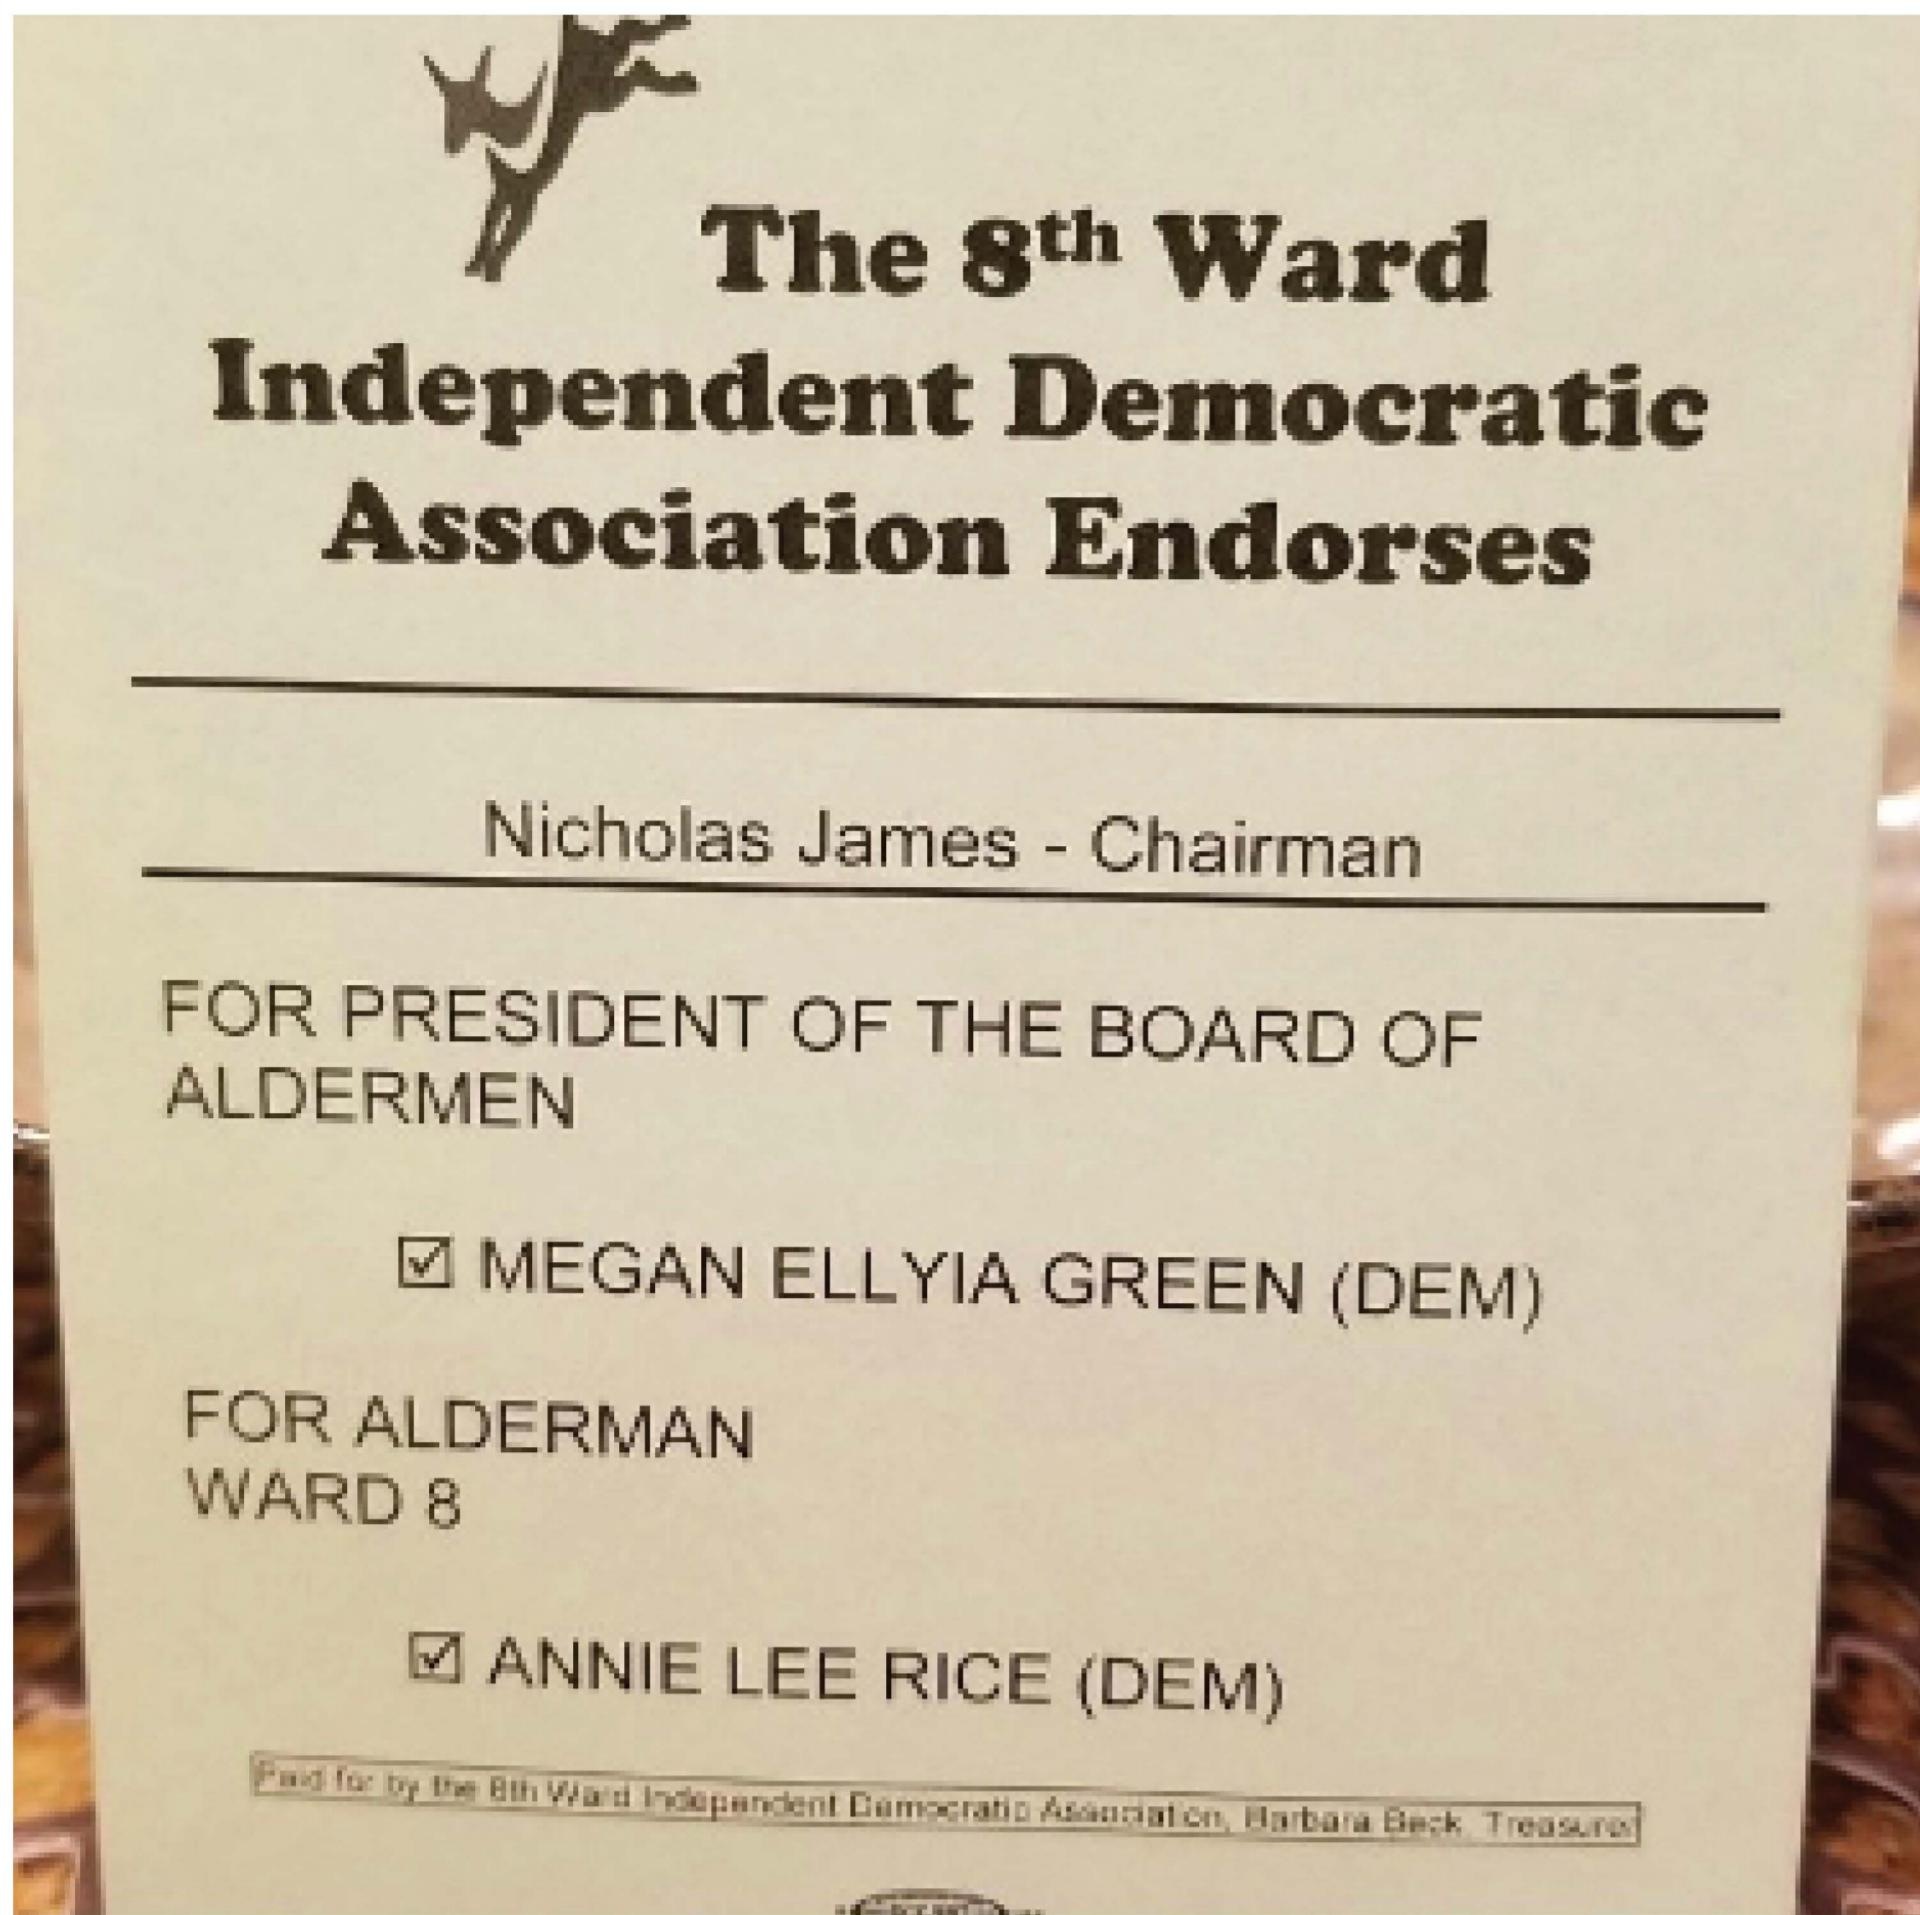 The 8th Ward
Independent Democratic
Association Endorses
Nicholas James - Chairman
FOR PRESIDENT OF THE BOARD OF
ALDERMEN
☑ MEGAN ELLYIA GREEN (DEM)
FOR ALDERMAN
WARD 8
☑ ANNIE LEE RICE (DEM)
Paid for by the 8th Ward Independent Democratic Association, Barbara Beck, Treasurer